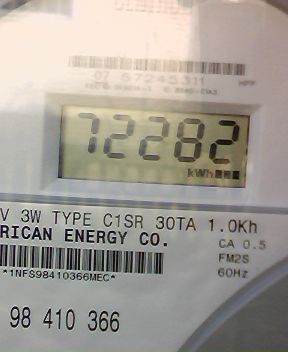 07 57245311
72282
kWh
V 3W TYPE C1SR 30TA 1.0Kh
RICAN ENERGY CO.
CA 0.5
FM2S
*1NFS98410366MEC*
60Hz
98 410 366